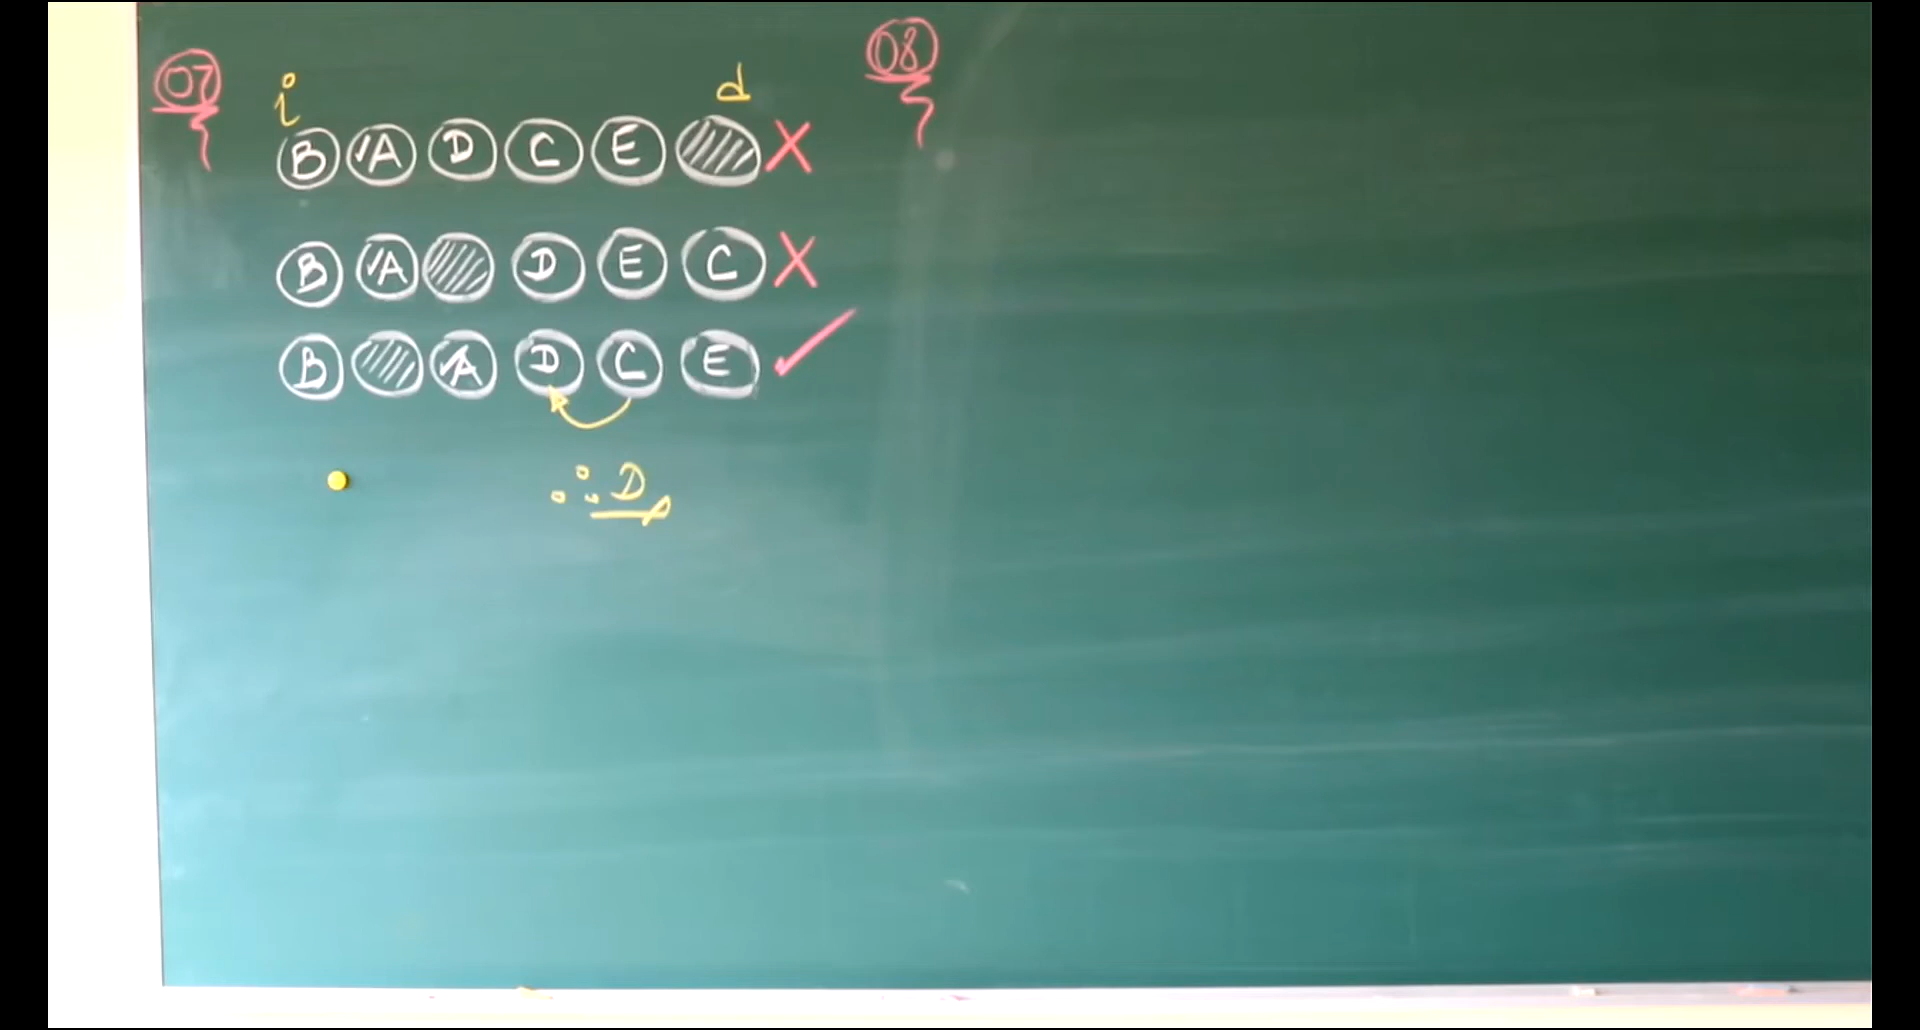 07 08
i d
B A D C E X
B A D E C X
B A D C E ✓
∴ D